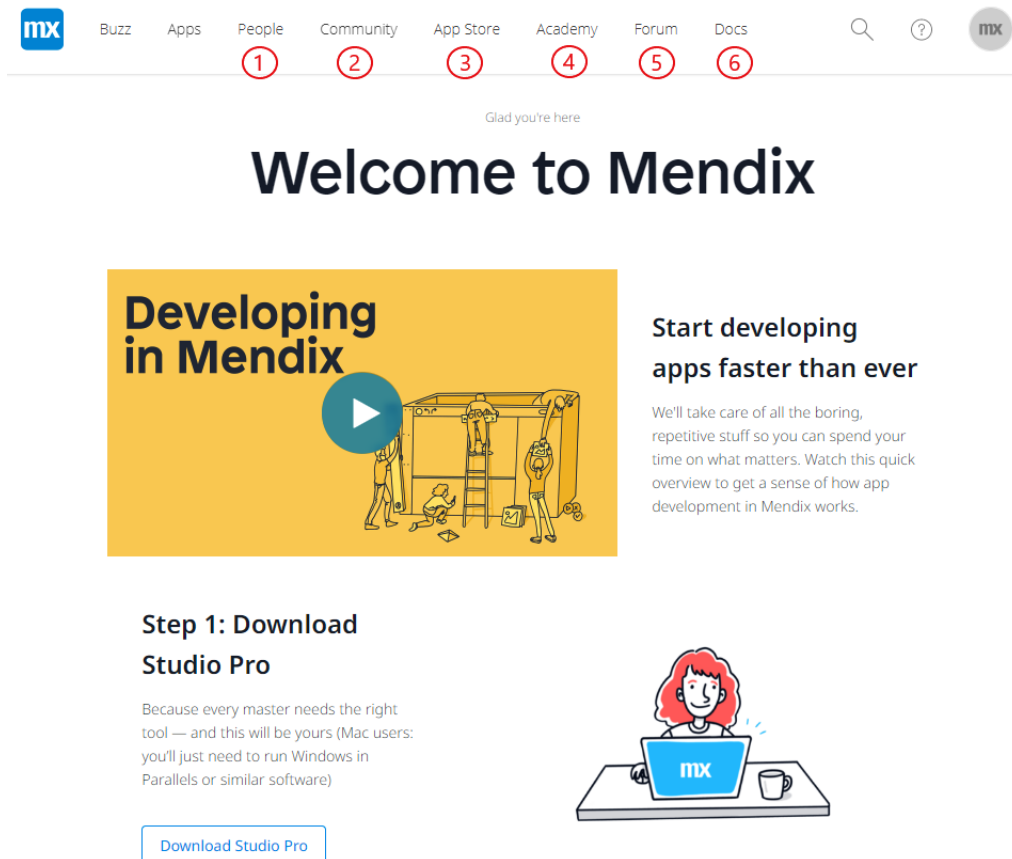 mx Buzz Apps People Community App Store Academy Forum Docs ? mx
1 2 3 4 5 6
Glad you're here
Welcome to Mendix
Developing
in Mendix
Start developing
apps faster than ever
We'll take care of all the boring,
repetitive stuff so you can spend your
time on what matters. Watch this quick
overview to get a sense of how app
development in Mendix works.
Step 1: Download
Studio Pro
Because every master needs the right
tool — and this will be yours (Mac users:
you'll just need to run Windows in
Parallels or similar software)
mx
Download Studio Pro